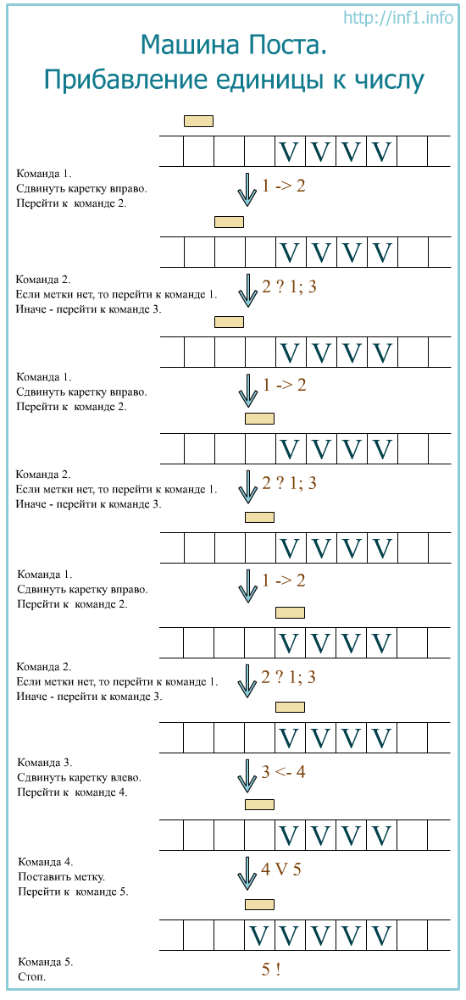 http://inf1.info
Машина Поста.
Прибавление единицы к числу
V V V V
Команда 1.
Сдвинуть каретку вправо.
Перейти к команде 2.
1 -> 2
V V V V
Команда 2.
Если метки нет, то перейти к команде 1.
Иначе - перейти к команде 3.
2 ? 1; 3
V V V V
Команда 1.
Сдвинуть каретку вправо.
Перейти к команде 2.
1 -> 2
V V V V
Команда 2.
Если метки нет, то перейти к команде 1.
Иначе - перейти к команде 3.
2 ? 1; 3
V V V V
Команда 1.
Сдвинуть каретку вправо.
Перейти к команде 2.
1 -> 2
V V V V
Команда 2.
Если метки нет, то перейти к команде 1.
Иначе - перейти к команде 3.
2 ? 1; 3
V V V V
Команда 3.
Сдвинуть каретку влево.
Перейти к команде 4.
3 <- 4
V V V V
Команда 4.
Поставить метку.
Перейти к команде 5.
4 V 5
V V V V V
Команда 5.
Стоп.
5 !